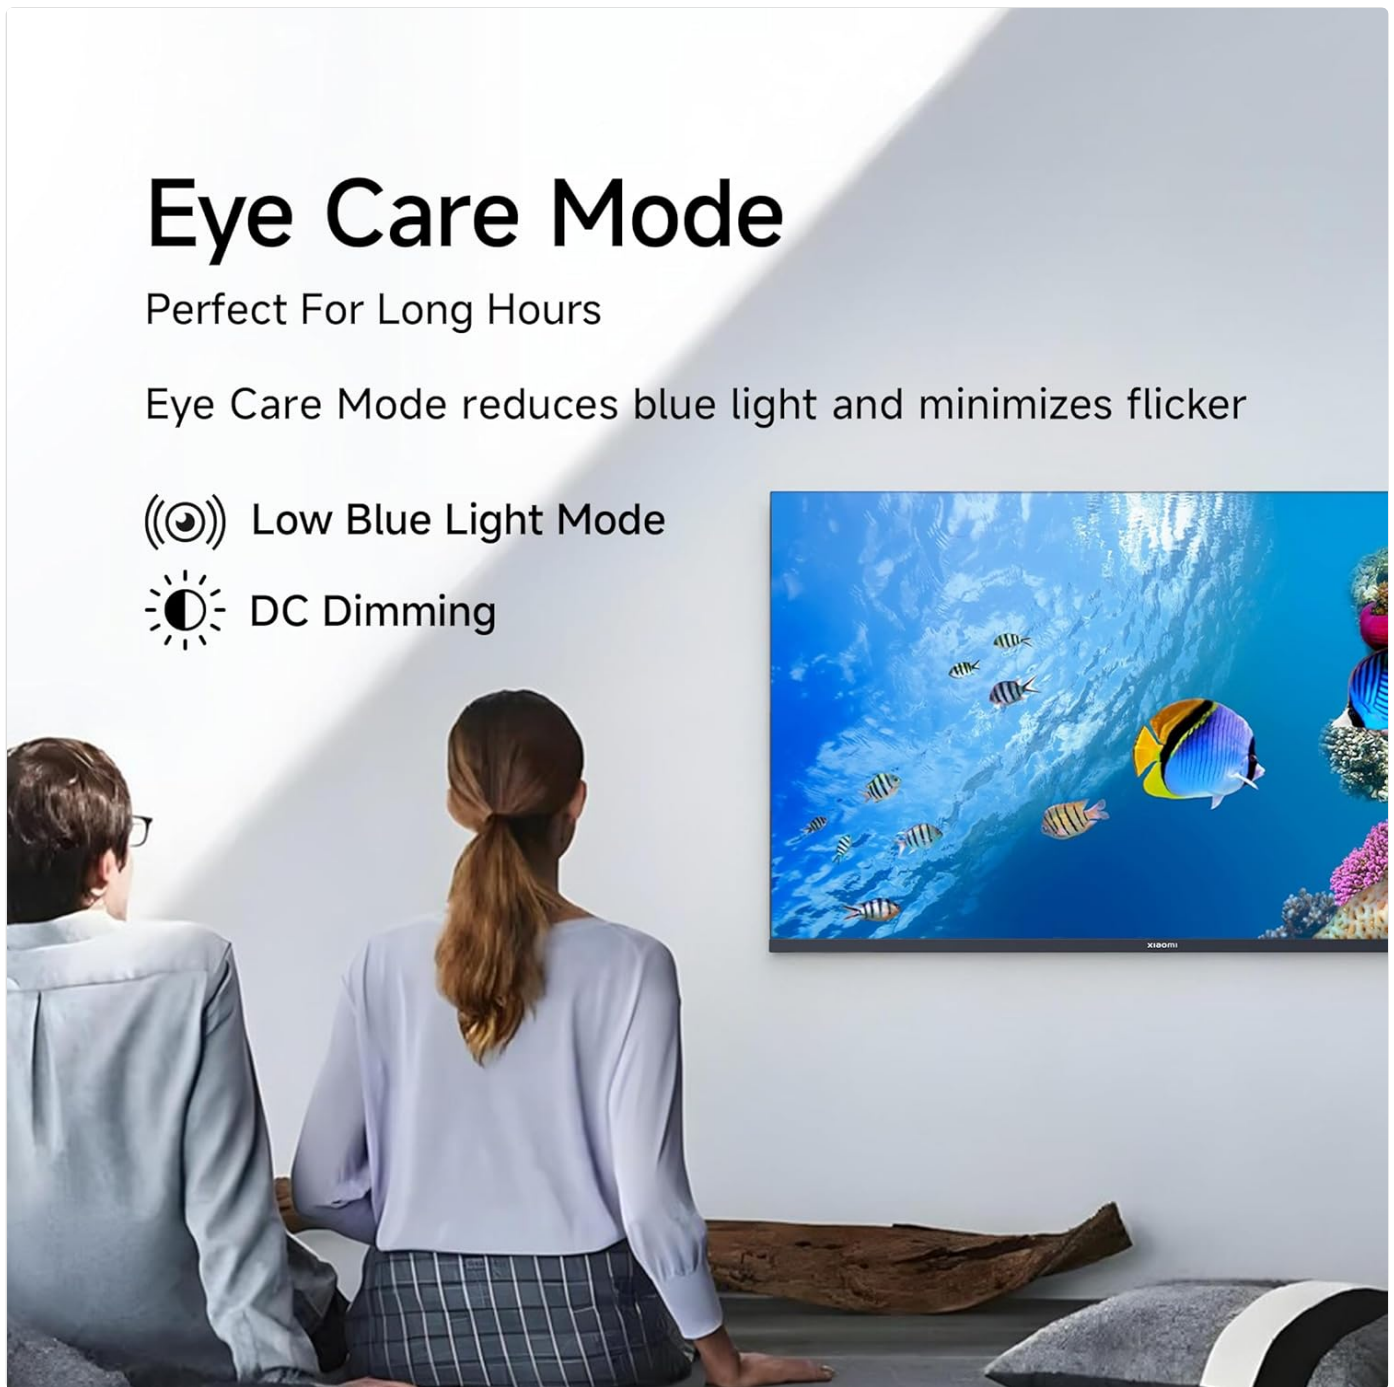 Eye Care Mode
Perfect For Long Hours
Eye Care Mode reduces blue light and minimizes flicker
Low Blue Light Mode
DC Dimming
xiaomi